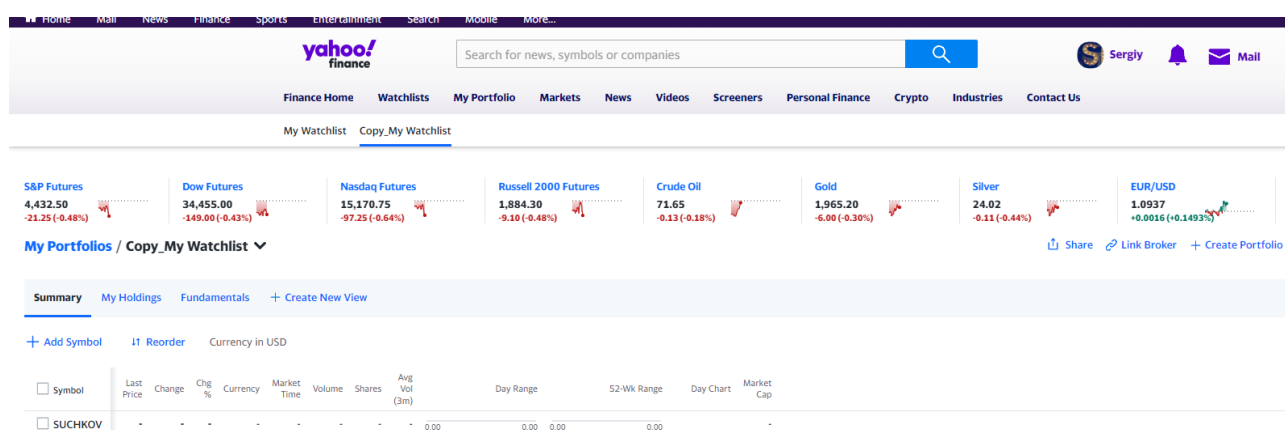 Home Mail News Finance Sports Entertainment Search Mobile More...
yahoo!
finance
Search for news, symbols or companies
Sergiy Mail
Finance Home Watchlists My Portfolio Markets News Videos Screeners Personal Finance Crypto Industries Contact Us
My Watchlist Copy_My Watchlist
S&P Futures Dow Futures Nasdaq Futures Russell 2000 Futures Crude Oil Gold Silver EUR/USD
4,432.50 34,455.00 15,170.75 1,884.30 71.65 1,965.20 24.02 1.0937
-21.25 (-0.48%) -149.00 (-0.43%) -97.25 (-0.64%) -9.10 (-0.48%) -0.13 (-0.18%) -6.00 (-0.30%) -0.11 (-0.44%) +0.0016 (+0.1493%)
My Portfolios / Copy_My Watchlist Share Link Broker + Create Portfolio
Summary My Holdings Fundamentals + Create New View
+ Add Symbol Reorder Currency in USD
Symbol Last Price Change Chg % Currency Market Time Volume Shares Avg Vol (3m) Day Range 52-Wk Range Day Chart Market Cap
SUCHKOV - - - - - - - - 0.00 0.00 0.00 0.00 -